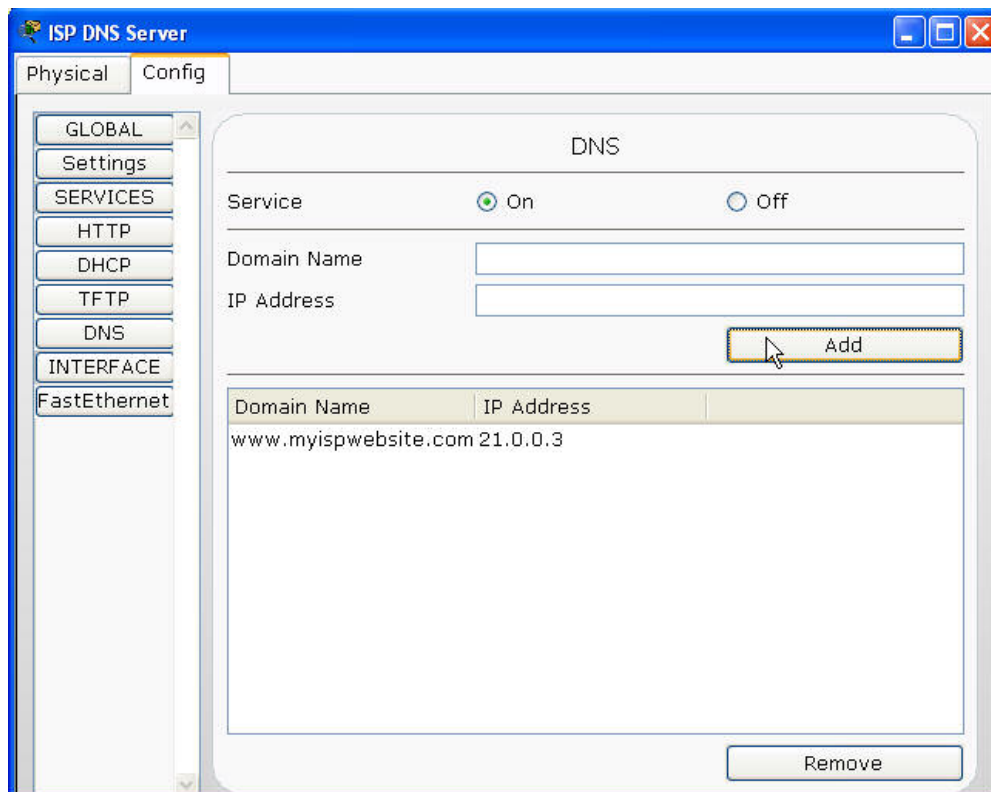 ISP DNS Server
Physical Config
GLOBAL
Settings
SERVICES
HTTP
DHCP
TFTP
DNS
INTERFACE
FastEthernet
DNS
Service On Off
Domain Name
IP Address
Add
Domain Name IP Address
www.myispwebsite.com 21.0.0.3
Remove